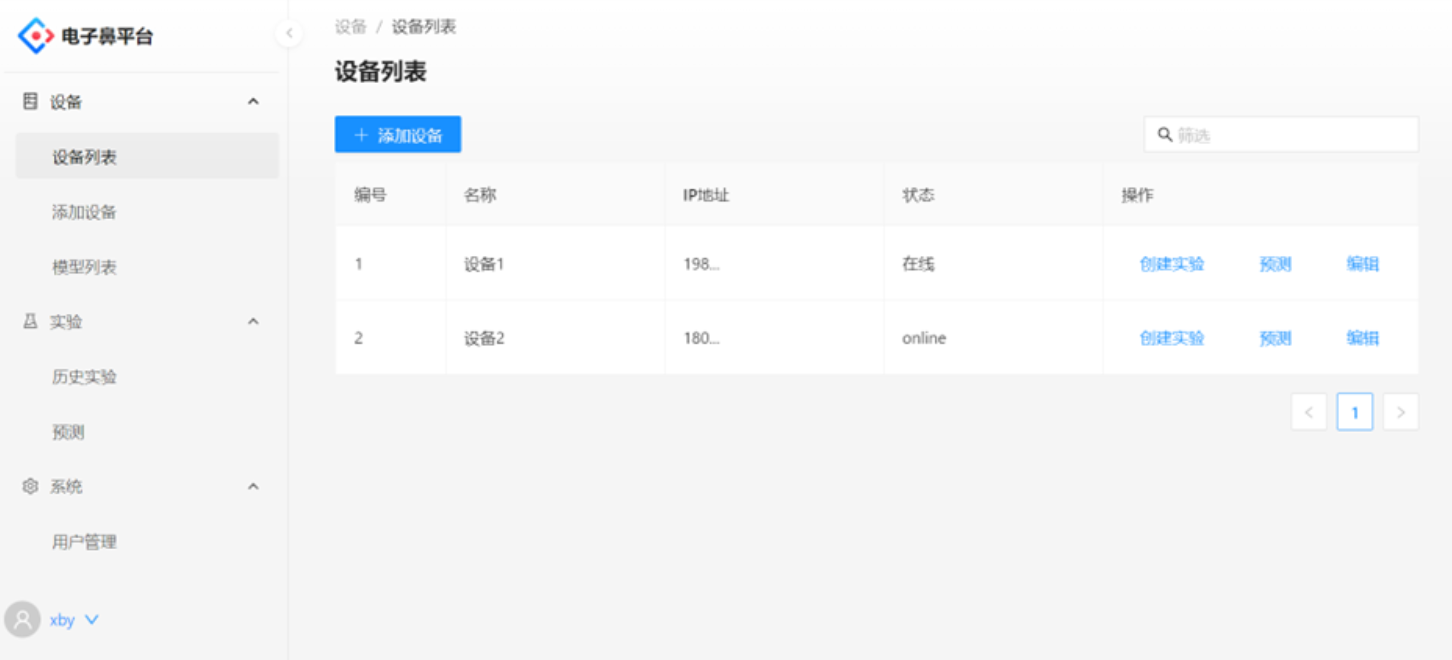 电子鼻平台
设备
设备列表
添加设备
模型列表
实验
历史实验
预测
系统
用户管理
xby
设备 / 设备列表
设备列表
+ 添加设备
筛选
编号 名称 IP地址 状态 操作
1 设备1 198... 在线 创建实验 预测 编辑
2 设备2 180... online 创建实验 预测 编辑
< 1 >